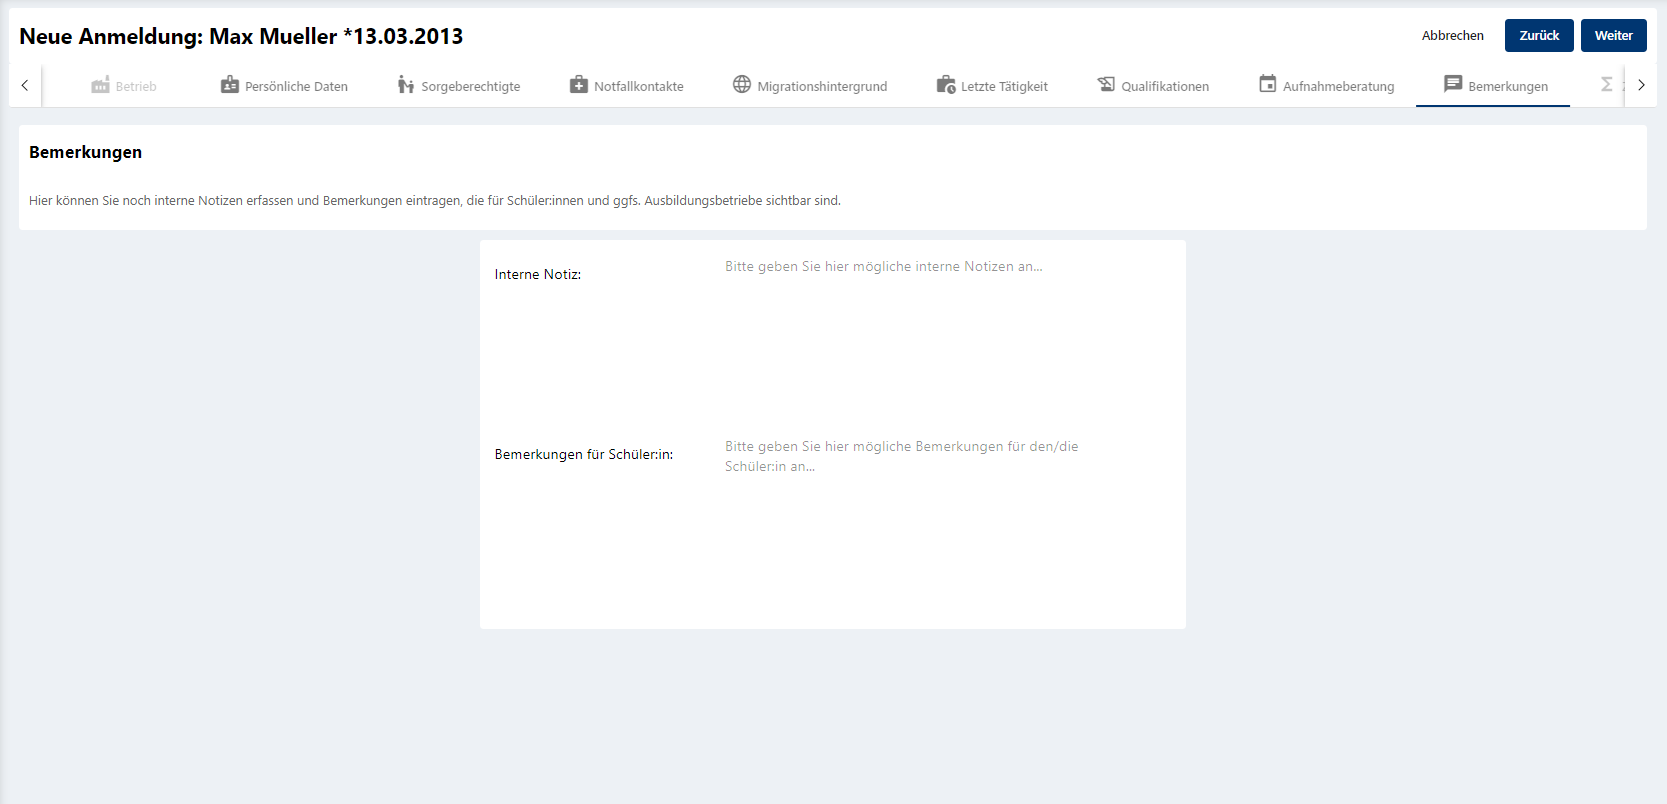 Neue Anmeldung: Max Mueller *13.03.2013
Abbrechen
Zurück
Weiter
Betrieb
Persönliche Daten
Sorgeberechtigte
Notfallkontakte
Migrationshintergrund
Letzte Tätigkeit
Qualifikationen
Aufnahmeberatung
Bemerkungen
Bemerkungen
Hier können Sie noch interne Notizen erfassen und Bemerkungen eintragen, die für Schüler:innen und ggfs. Ausbildungsbetriebe sichtbar sind.
Interne Notiz:
Bitte geben Sie hier mögliche interne Notizen an...
Bemerkungen für Schüler:in:
Bitte geben Sie hier mögliche Bemerkungen für den/die
Schüler:in an...